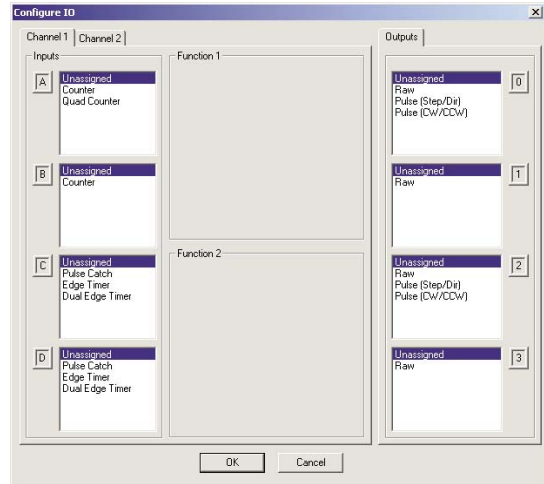 Configure IO
Channel 1
Channel 2
Outputs
Inputs
Function 1
A
Unassigned
Counter
Quad Counter
B
Unassigned
Counter
Function 2
C
Unassigned
Pulse Catch
Edge Timer
Dual Edge Timer
D
Unassigned
Pulse Catch
Edge Timer
Dual Edge Timer
Unassigned
Raw
Pulse (Step/Dir)
Pulse (CW/CCW)
0
Unassigned
Raw
1
Unassigned
Raw
Pulse (Step/Dir)
Pulse (CW/CCW)
2
Unassigned
Raw
3
OK
Cancel